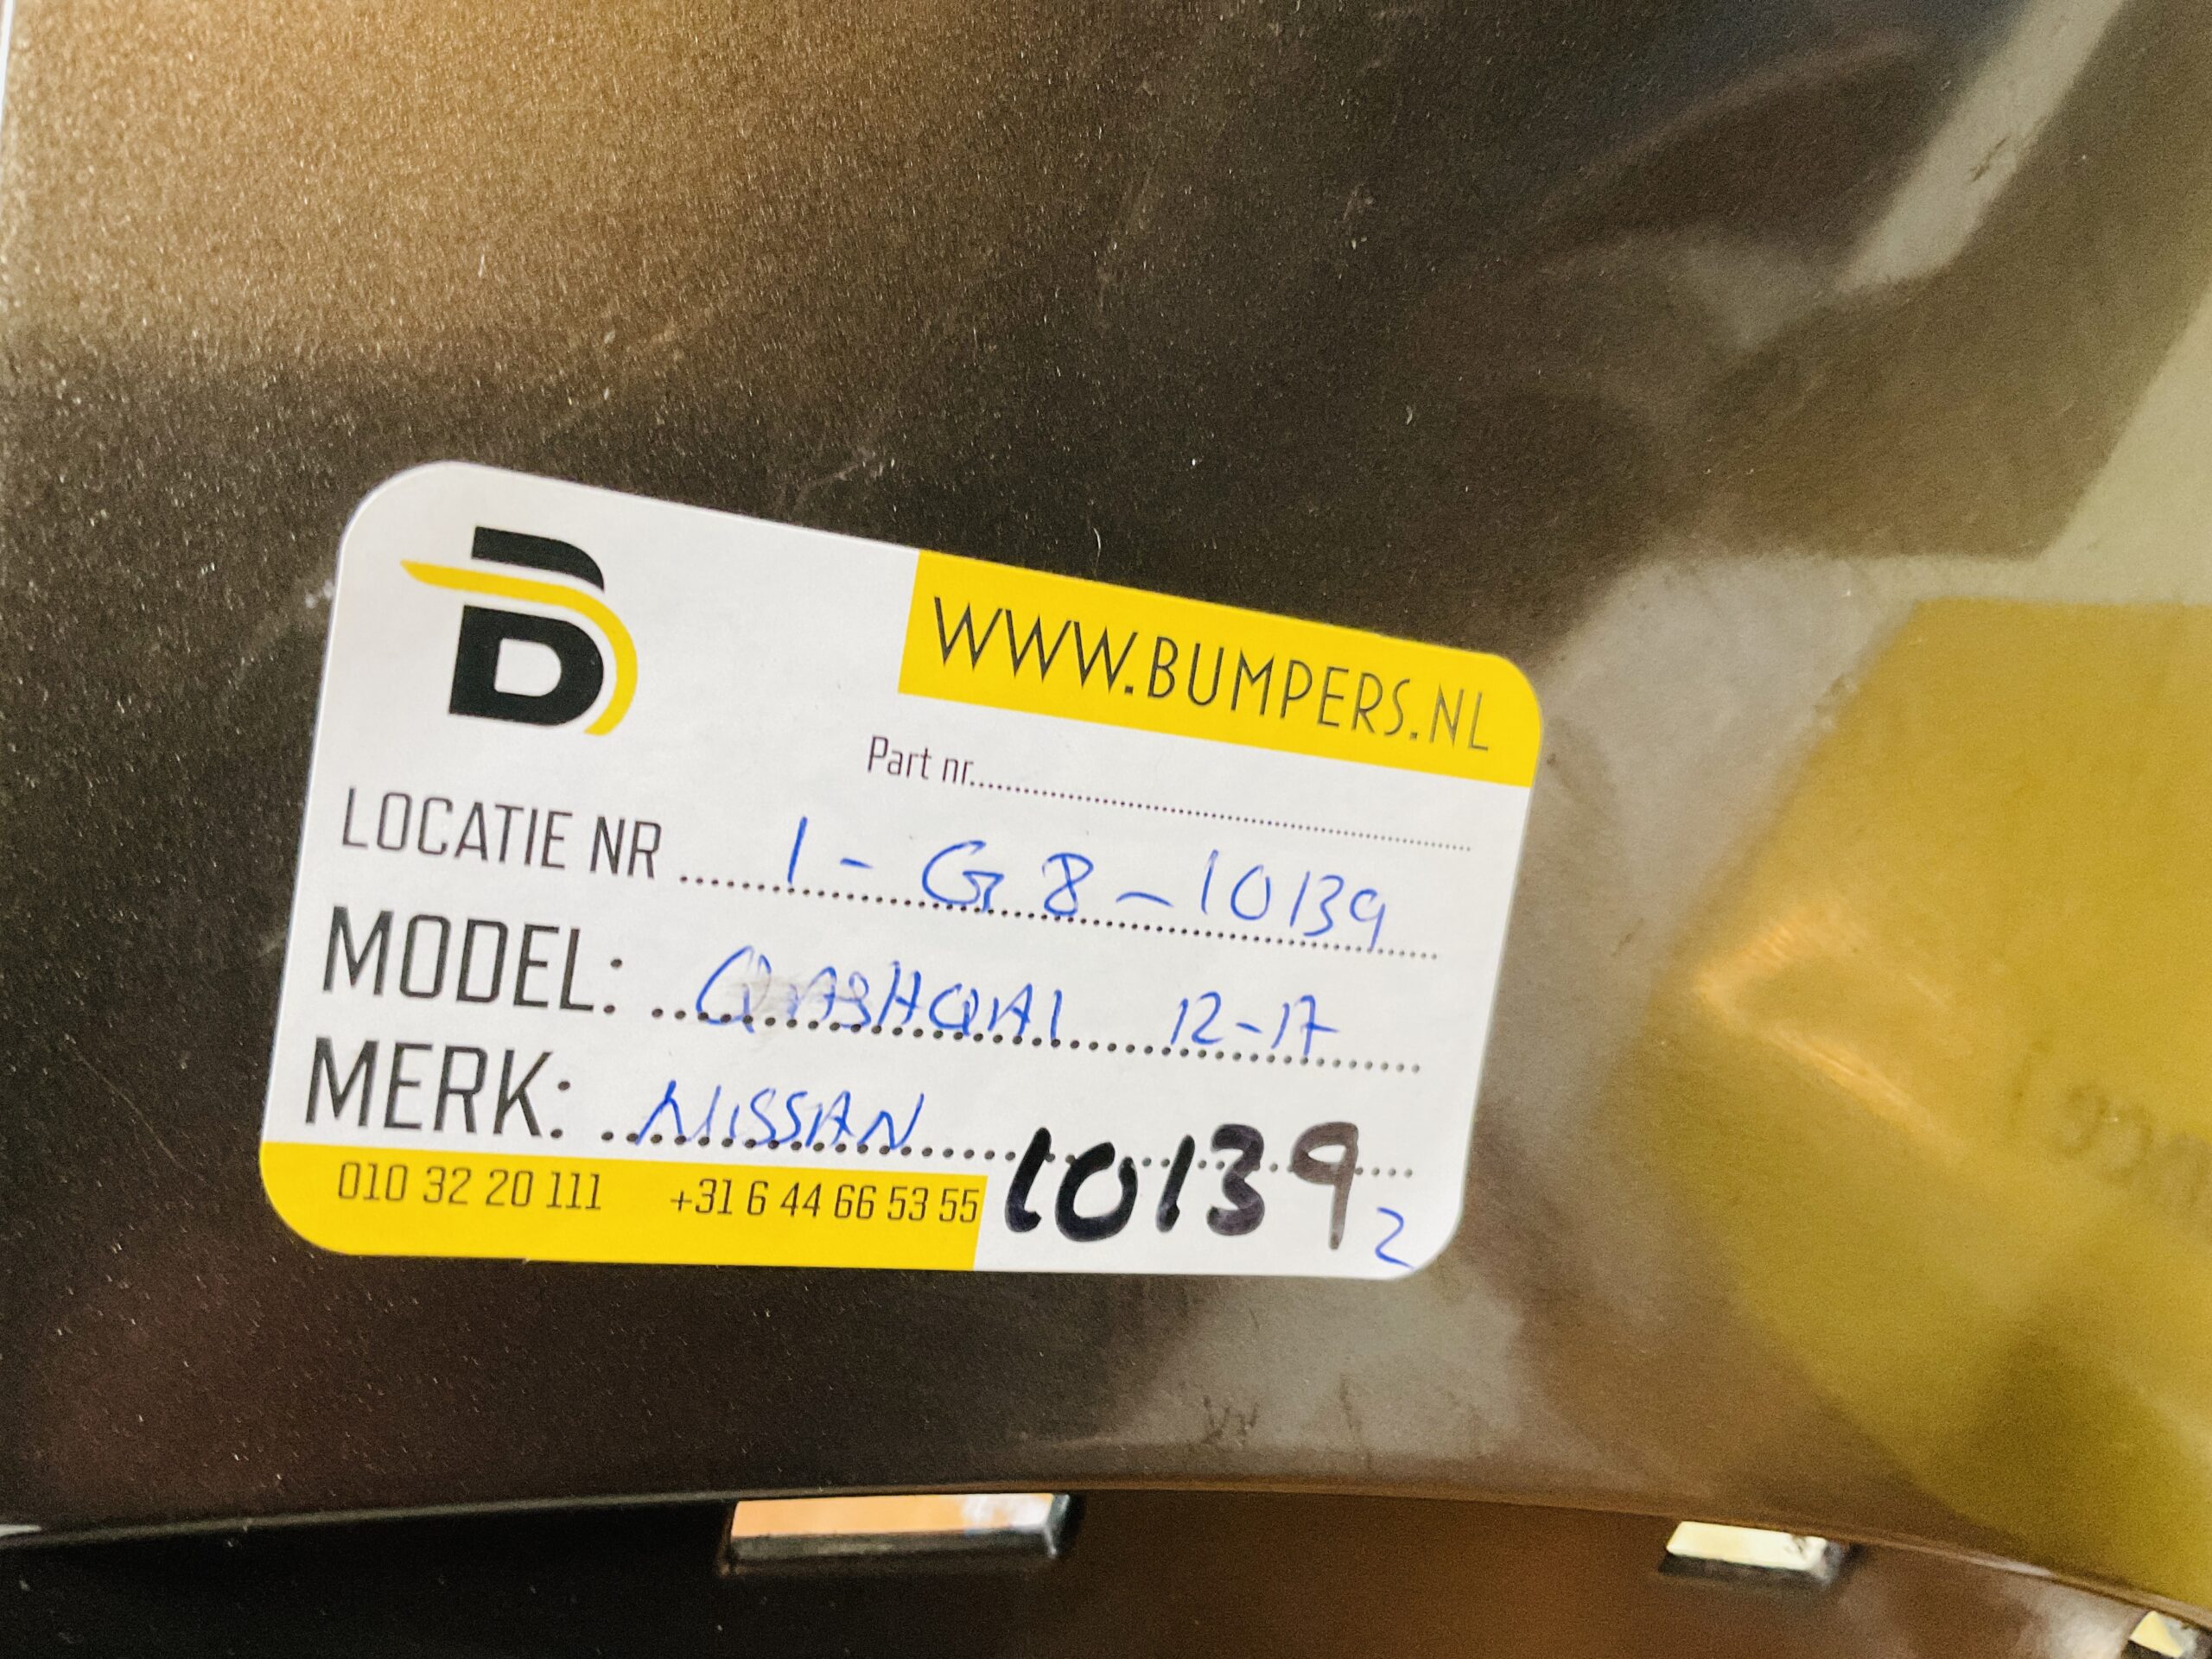 B
WWW.BUMPERS.NL
Part nr.
LOCATIE NR 1 - G8 - 10139
MODEL: QASHQAI 12-17
MERK: NISSAN
010 32 20 111 +31 6 44 66 53 55 10139 2